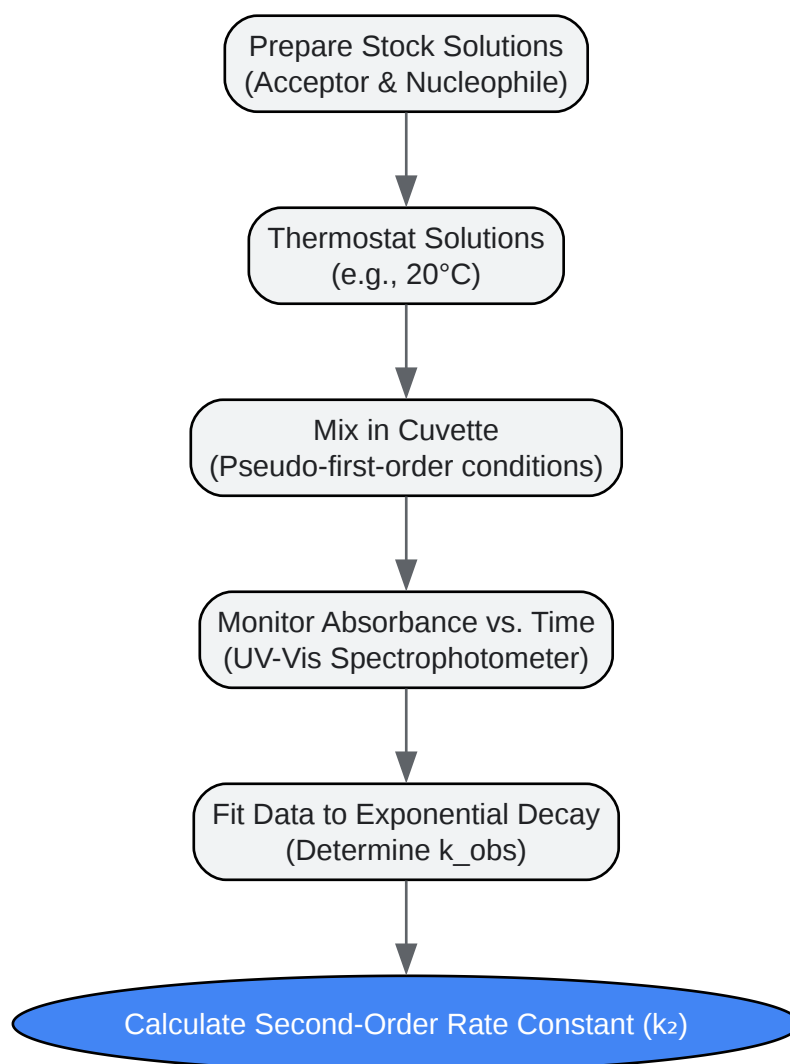 Prepare Stock Solutions
(Acceptor & Nucleophile)
Thermostat Solutions
(e.g., 20°C)
Mix in Cuvette
(Pseudo-first-order conditions)
Monitor Absorbance vs. Time
(UV-Vis Spectrophotometer)
Fit Data to Exponential Decay
(Determine k_obs)
Calculate Second-Order Rate Constant (k₂)